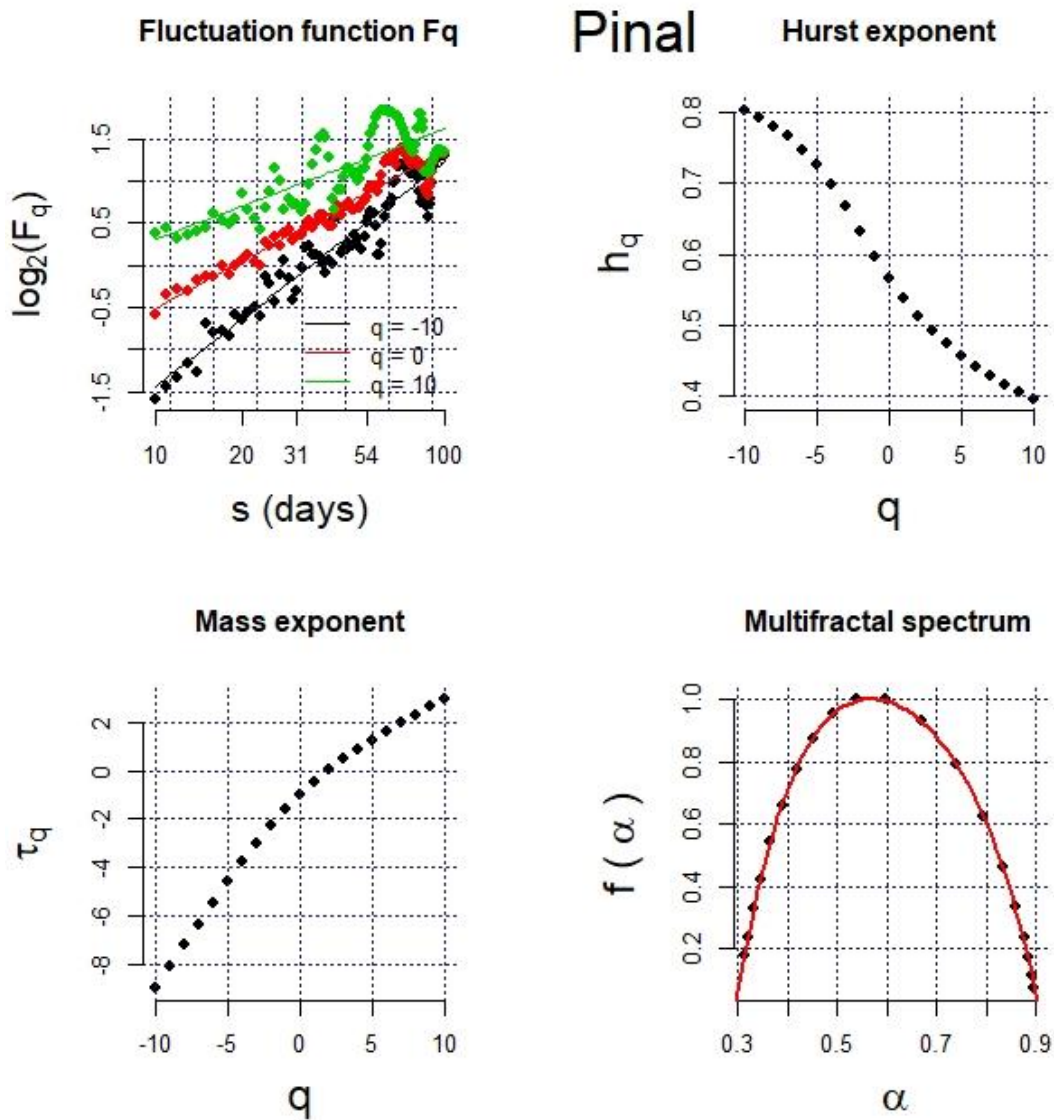 Pinal
Fluctuation function Fq
log2(Fq)
1.5
0.5
-0.5
-1.5
q = -10
q = 0
q = 10
10 20 31 54 100
s (days)
Hurst exponent
hq
0.8
0.7
0.6
0.5
0.4
-10 -5 0 5 10
q
Mass exponent
τq
2
0
-2
-4
-6
-8
-10 -5 0 5 10
q
Multifractal spectrum
f ( α )
1.0
0.8
0.6
0.4
0.2
0.3 0.5 0.7 0.9
α